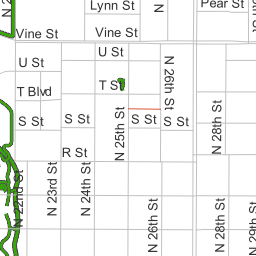 Lynn St
Pear St
N 2
Vine St
Vine St
U St
U St
T Blvd
T St
N 26th St
S St
S St
S St
S St
N 25th St
N 28th St
R St
N 22nd St
N 23rd St
N 24th St
N 26th St
N 28th St
N 29th St